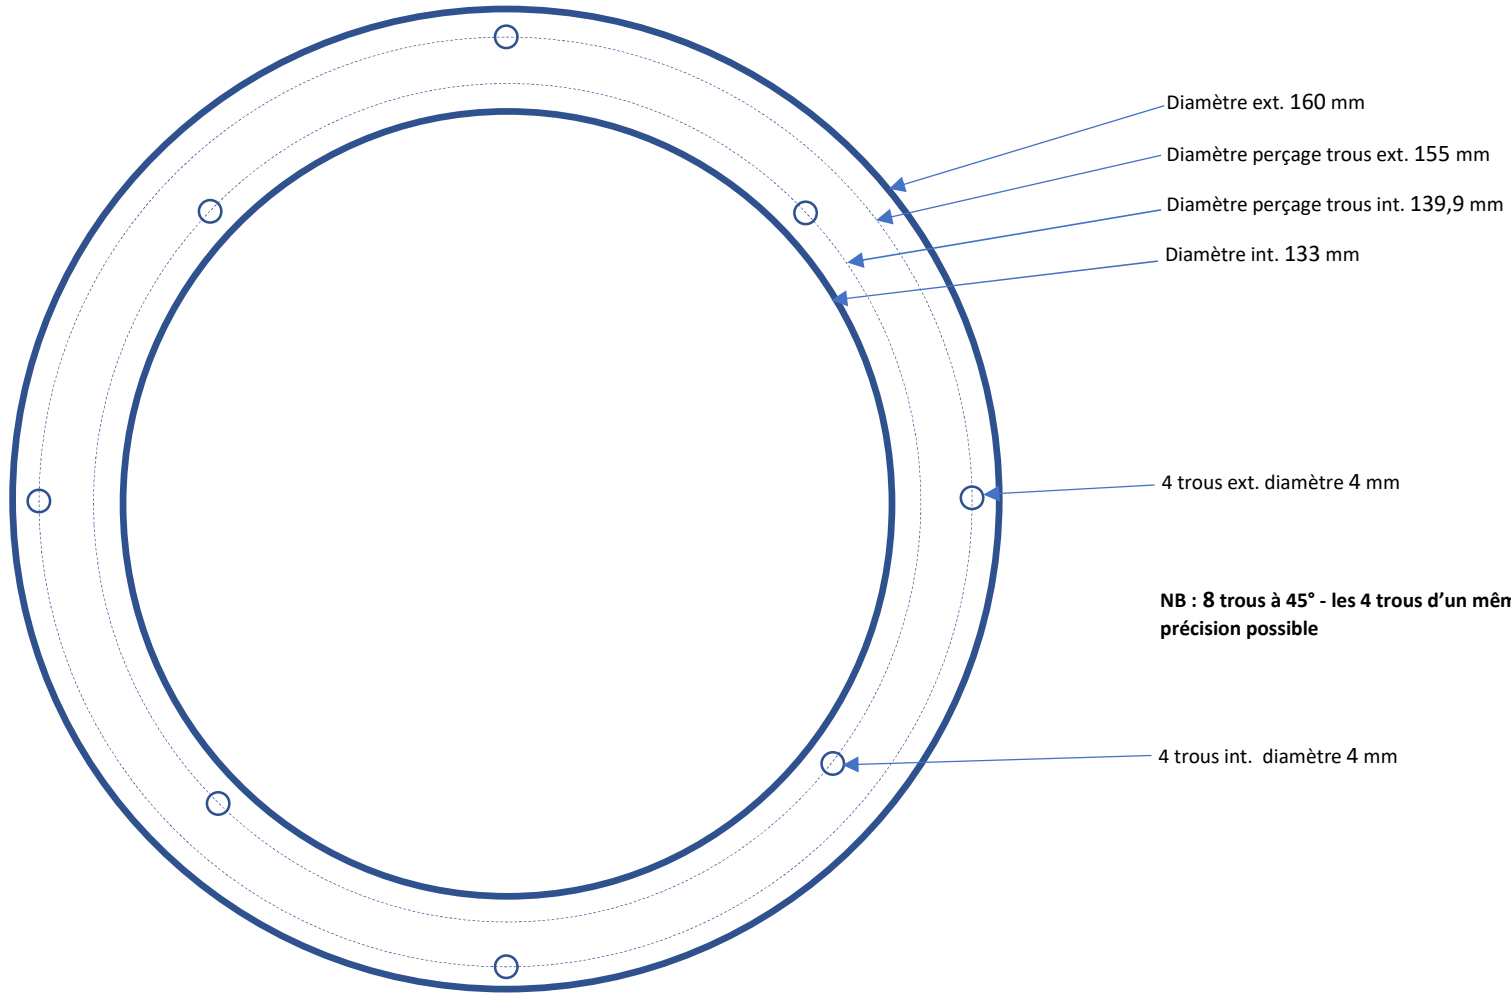 Diamètre ext. 160 mm
Diamètre perçage trous ext. 155 mm
Diamètre perçage trous int. 139,9 mm
Diamètre int. 133 mm
4 trous ext. diamètre 4 mm
NB : 8 trous à 45° - les 4 trous d’un mêm
précision possible
4 trous int.  diamètre 4 mm